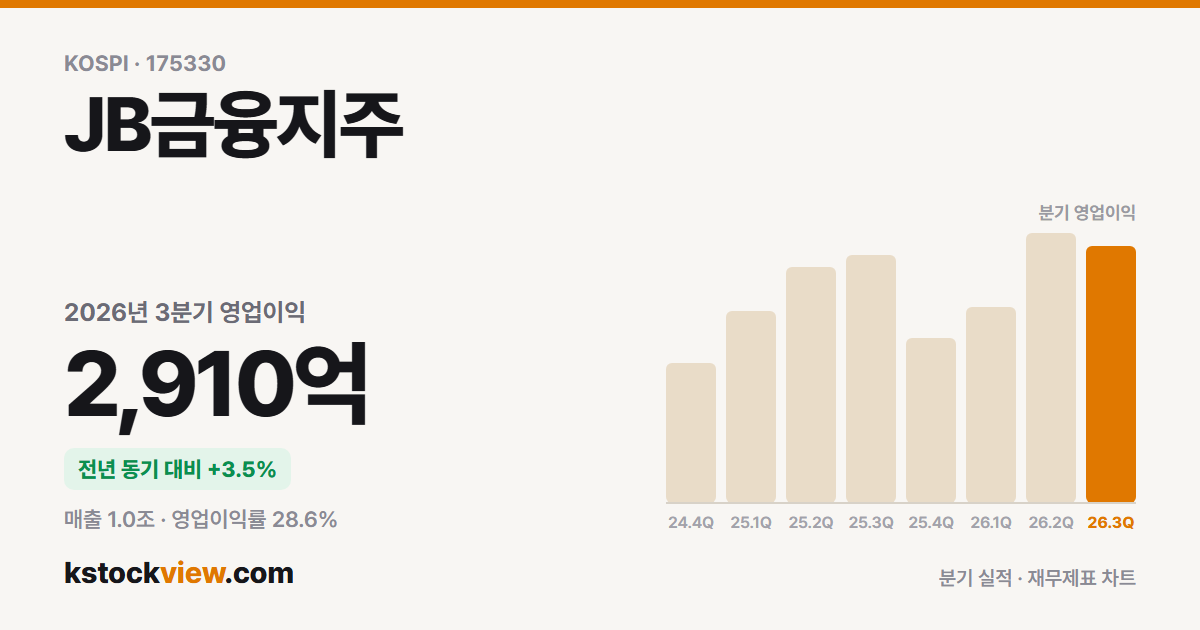 KOSPI · 175330
JB금융지주
2026년 3분기 영업이익
2,910억
전년 동기 대비 +3.5%
매출 1.0조 · 영업이익률 28.6%
kstockview.com
분기 영업이익
24.4Q 25.1Q 25.2Q 25.3Q 25.4Q 26.1Q 26.2Q 26.3Q
분기 실적 · 재무제표 차트